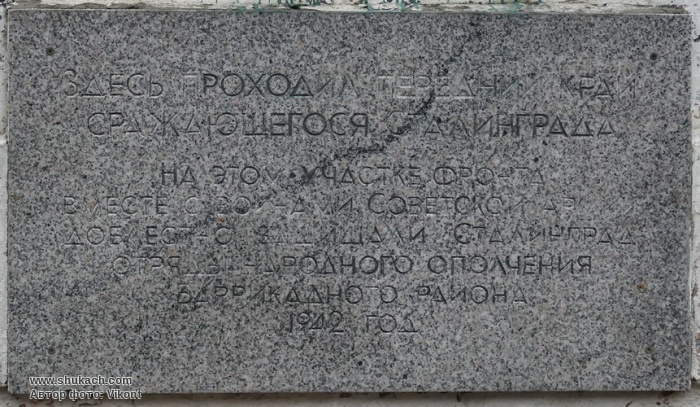 ЗДЕСЬ ПРОХОДИЛ ПЕРЕДНИЙ КРАЙ
СРАЖАЮЩЕГОСЯ СТАЛИНГРАДА
НА ЭТОМ УЧАСТКЕ ФРОНТА
ВМЕСТЕ С ВОИНАМИ СОВЕТСКОЙ
ДОБЛЕСТНО ЗАЩИЩАЛИ СТАЛИНГРАД
ОТРЯДЫ НАРОДНОГО ОПОЛЧЕНИЯ
БАРРИКАДНОГО РАЙОНА
1942 ГОД
www.shukach.com
Автор фото: Vikont